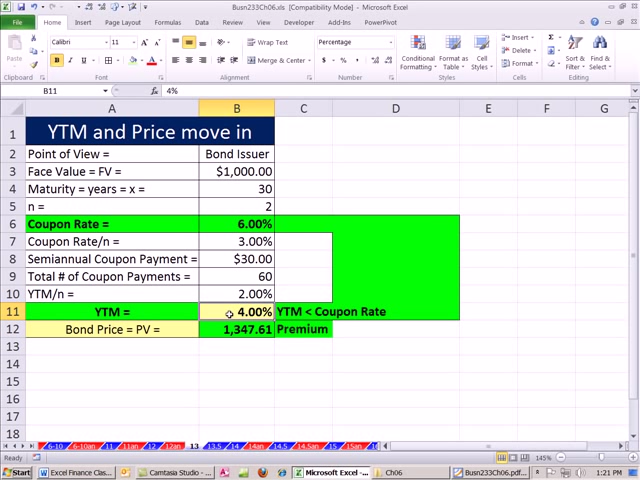 Busn233Ch06.xls [Compatibility Mode] - Microsoft Excel
File Home Insert Page Layout Formulas Data Review View Developer Add-Ins PowerPivot
Calibri 11 Wrap Text Percentage Insert
Paste Merge & Center Conditional Formatting Format as Table Cell Styles Delete Format Sort & Filter Find & Select
Clipboard Font Alignment Number Styles Cells Editing
B11 fx 4%
A B C D E F G
1 YTM and Price move in
2 Point of View = Bond Issuer
3 Face Value = FV = $1,000.00
4 Maturity = years = x = 30
5 n = 2
6 Coupon Rate = 6.00%
7 Coupon Rate/n = 3.00%
8 Semiannual Coupon Payment = $30.00
9 Total # of Coupon Payments = 60
10 YTM/n = 2.00%
11 YTM = 4.00% YTM < Coupon Rate
12 Bond Price = PV = 1,347.61 Premium
13
14
15
16
17
18
6-10 6-10an 11 11an 12 12an 13 13.5 14 14an 14.5 15 15an
Ready 145%
Start Excel Finance Clas... Camtasia Studio - ... Microsoft Excel ... Ch06 Busn233Ch06.pdf... 1:21 PM